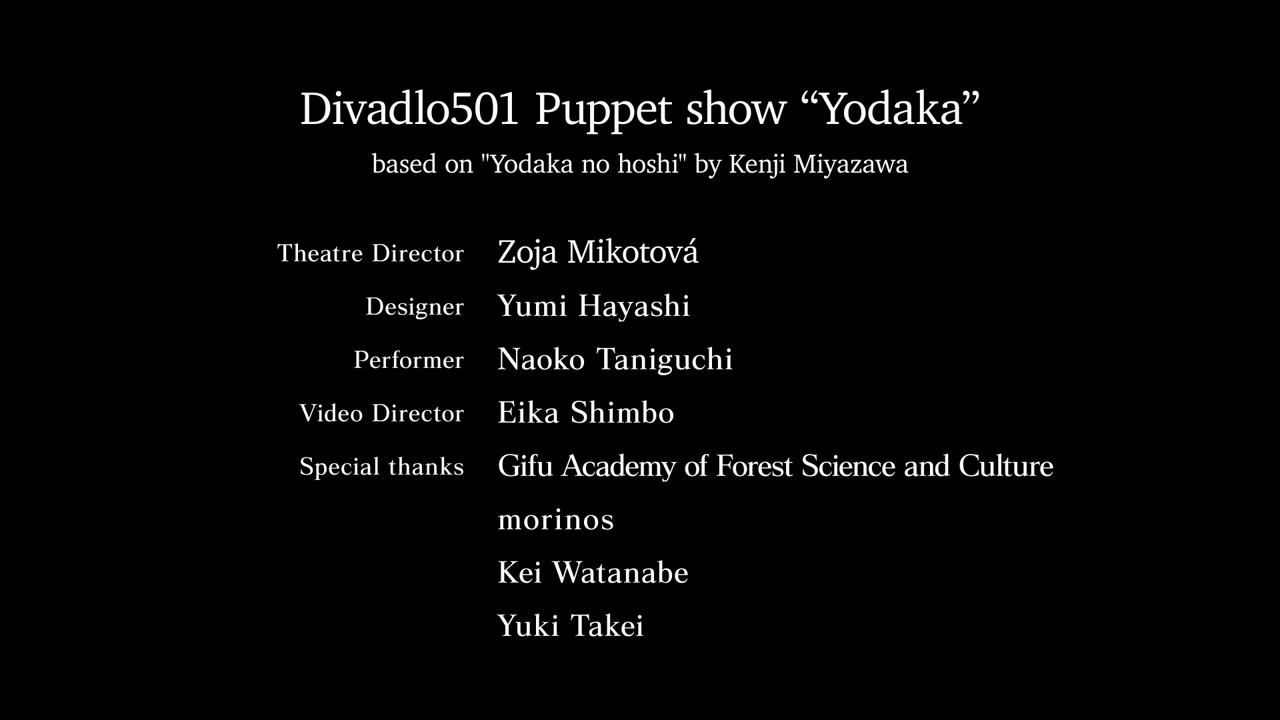 Divadlo501 Puppet show “Yodaka”
based on "Yodaka no hoshi" by Kenji Miyazawa
Theatre Director Zoja Mikotová
Designer Yumi Hayashi
Performer Naoko Taniguchi
Video Director Eika Shimbo
Special thanks Gifu Academy of Forest Science and Culture
morinos
Kei Watanabe
Yuki Takei